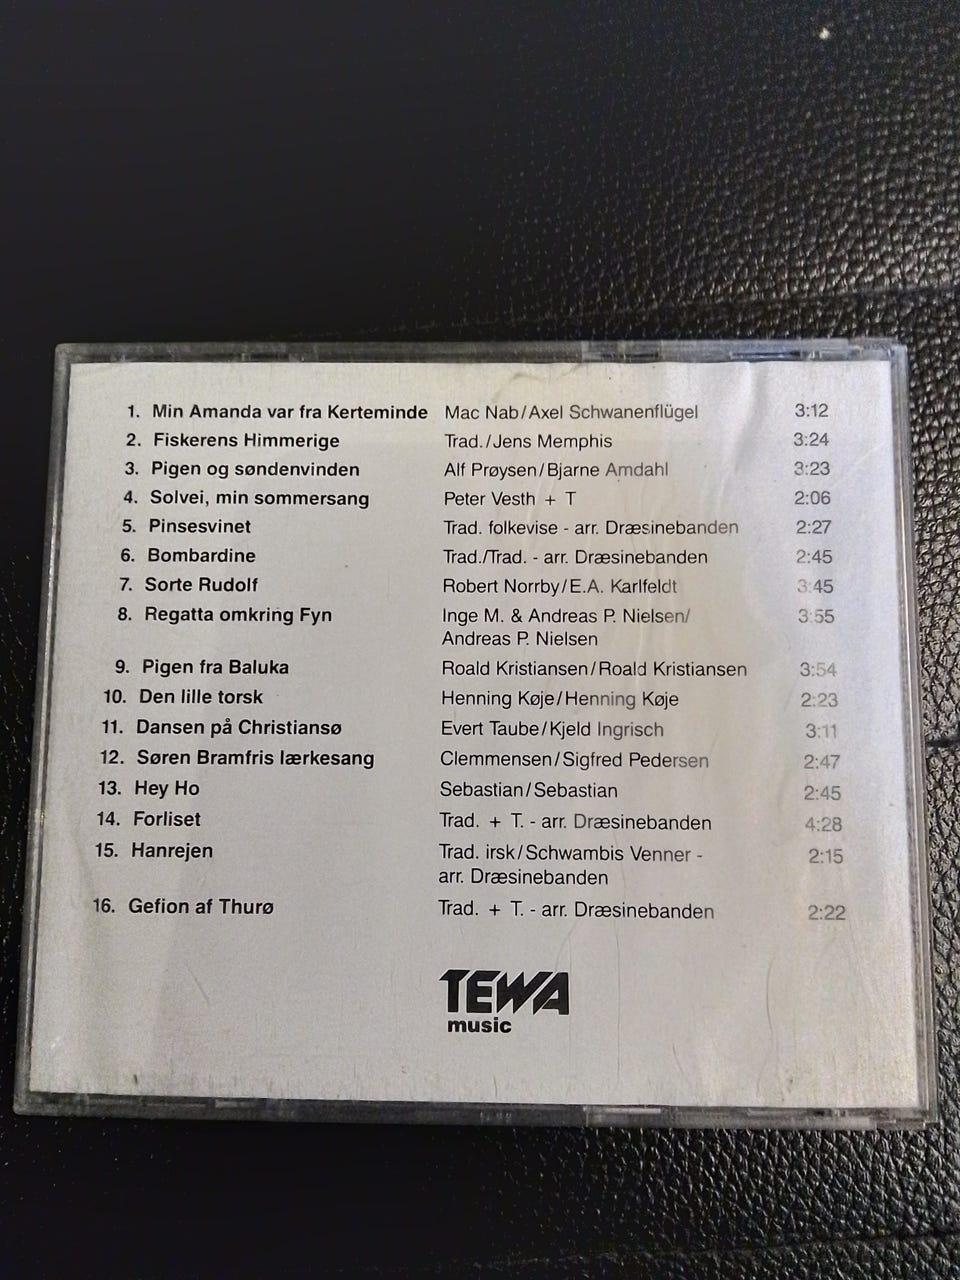 1. Min Amanda var fra Kerteminde Mac Nab/Axel Schwanenflügel 3:12
2. Fiskerens Himmerige Trad./Jens Memphis 3:24
3. Pigen og søndenvinden Alf Prøysen/Bjarne Amdahl 3:23
4. Solvei, min sommersang Peter Vesth + T 2:06
5. Pinsesvinet Trad. folkevise - arr. Dræsinebanden 2:27
6. Bombardine Trad./Trad. - arr. Dræsinebanden 2:45
7. Sorte Rudolf Robert Norrby/E.A. Karlfeldt 3:45
8. Regatta omkring Fyn Inge M. & Andreas P. Nielsen/ 3:55
Andreas P. Nielsen
9. Pigen fra Baluka Roald Kristiansen/Roald Kristiansen 3:54
10. Den lille torsk Henning Køje/Henning Køje 2:23
11. Dansen på Christiansø Evert Taube/Kjeld Ingrisch 3:11
12. Søren Bramfris lærkesang Clemmensen/Sigfred Pedersen 2:47
13. Hey Ho Sebastian/Sebastian 2:45
14. Forliset Trad. + T. - arr. Dræsinebanden 4:28
15. Hanrejen Trad. irsk/Schwambis Venner - 2:15
arr. Dræsinebanden
16. Gefion af Thurø Trad. + T. - arr. Dræsinebanden 2:22
TEWA
music